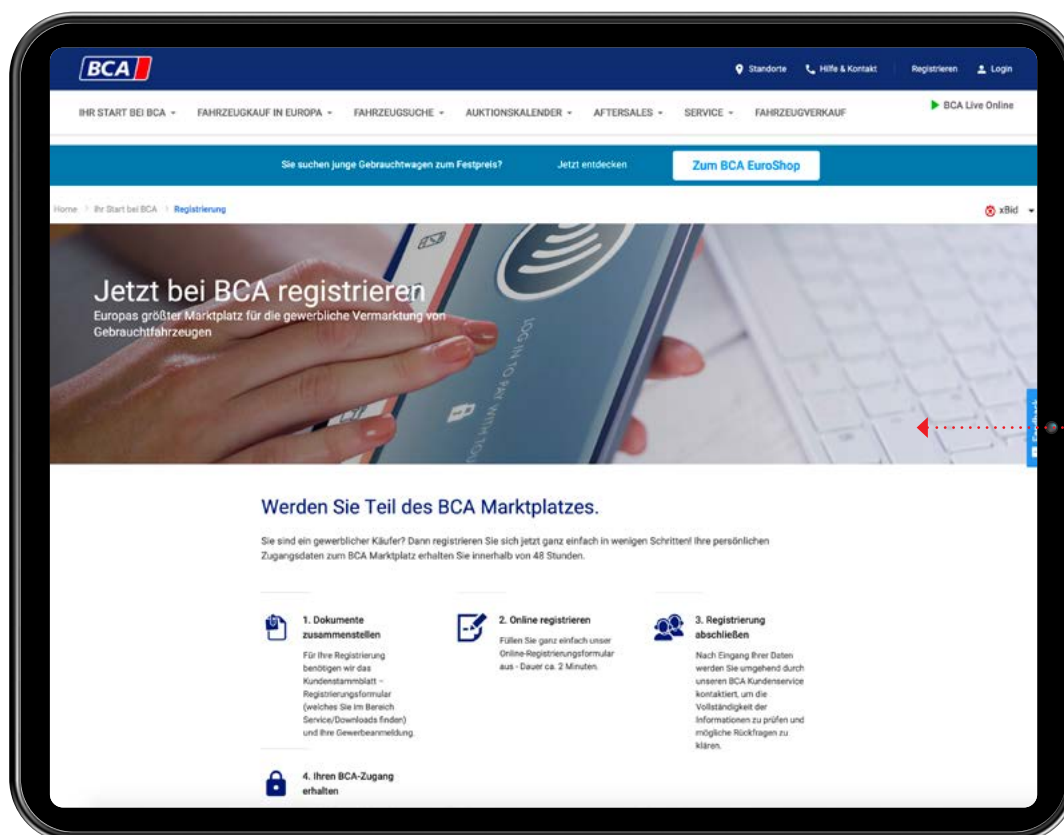 BCA
Standorte Hilfe & Kontakt Registrieren Login
IHR START BEI BCA FAHRZEUGKAUF IN EUROPA FAHRZEUGSUCHE AUKTIONSKALENDER AFTERSALES SERVICE FAHRZEUGVERKAUF BCA Live Online
Sie suchen junge Gebrauchtwagen zum Festpreis? Jetzt entdecken Zum BCA EuroShop
Home Ihr Start bei BCA Registrierung xBid
Jetzt bei BCA registrieren
Europas größter Marktplatz für die gewerbliche Vermarktung von
Gebrauchtfahrzeugen
LOG IN TO PAY WITH TOU
Feedback
Werden Sie Teil des BCA Marktplatzes.
Sie sind ein gewerblicher Käufer? Dann registrieren Sie sich jetzt ganz einfach in wenigen Schritten! Ihre persönlichen
Zugangsdaten zum BCA Marktplatz erhalten Sie innerhalb von 48 Stunden.
1. Dokumente
zusammenstellen
Für Ihre Registrierung
benötigen wir das
Kundenstammblatt –
Registrierungsformular
(welches Sie im Bereich
Service/Downloads finden)
und Ihre Gewerbeanmeldung.
2. Online registrieren
Füllen Sie ganz einfach unser
Online-Registrierungsformular
aus - Dauer ca. 2 Minuten.
3. Registrierung
abschließen
Nach Eingang Ihrer Daten
werden Sie umgehend durch
unseren BCA Kundenservice
kontaktiert, um die
Vollständigkeit der
Informationen zu prüfen und
mögliche Rückfragen zu
klären.
4. Ihren BCA-Zugang
erhalten